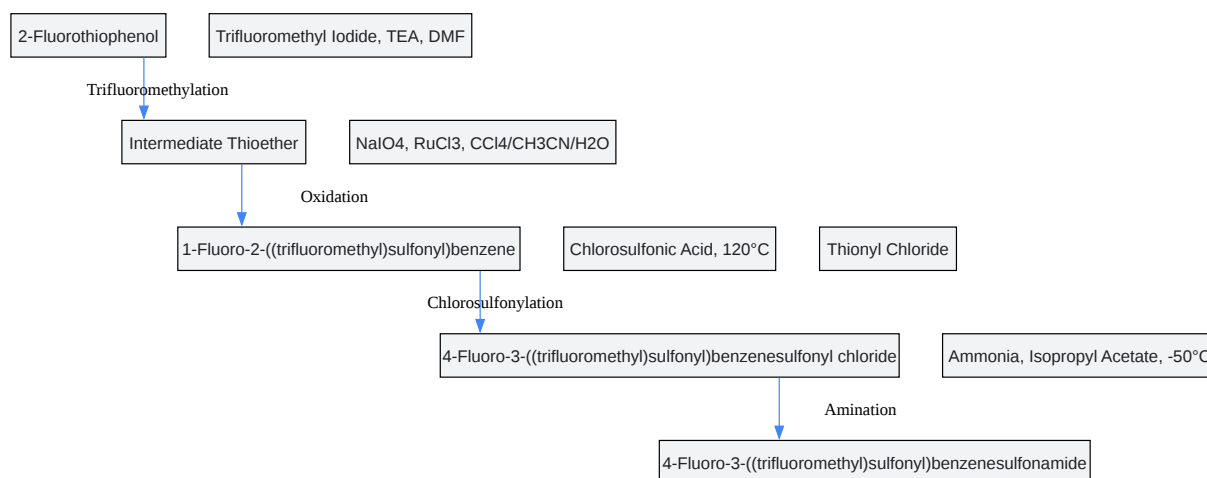 2-Fluorothiophenol
Trifluoromethyl Iodide, TEA, DMF
Trifluoromethylation
Intermediate Thioether
NaIO4, RuCl3, CCl4/CH3CN/H2O
Oxidation
1-Fluoro-2-((trifluoromethyl)sulfonyl)benzene
Chlorosulfonic Acid, 120°C
Thionyl Chloride
Chlorosulfonylation
4-Fluoro-3-((trifluoromethyl)sulfonyl)benzenesulfonyl chloride
Ammonia, Isopropyl Acetate, -50°C
Amination
4-Fluoro-3-((trifluoromethyl)sulfonyl)benzenesulfonamide